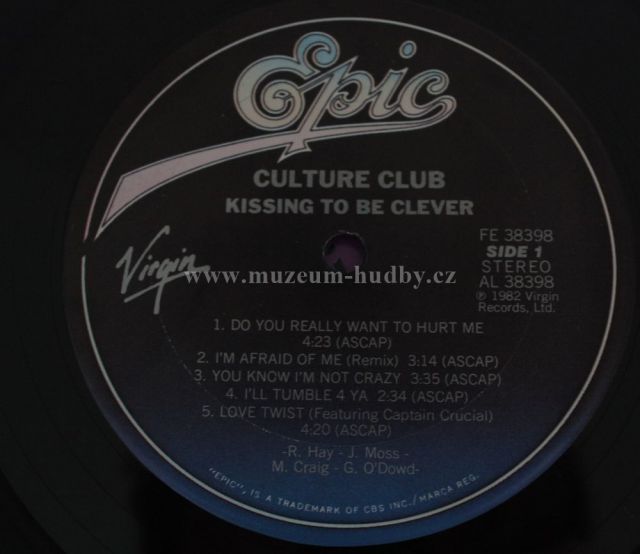 Epic
CULTURE CLUB
KISSING TO BE CLEVER
Virgin
FE 38398
SIDE 1
STEREO
AL 38398
℗ 1982 Virgin
Records, Ltd.
www.muzeum-hudby.cz
1. DO YOU REALLY WANT TO HURT ME
4:23 (ASCAP)
2. I'M AFRAID OF ME (Remix) 3:14 (ASCAP)
3. YOU KNOW I'M NOT CRAZY 3:35 (ASCAP)
4. I'LL TUMBLE 4 YA 2:34 (ASCAP)
5. LOVE TWIST (Featuring Captain Crucial)
4:20 (ASCAP)
-R. Hay - J. Moss -
M. Craig - G. O'Dowd-
"EPIC", IS A TRADEMARK OF CBS INC./MARCA REG.